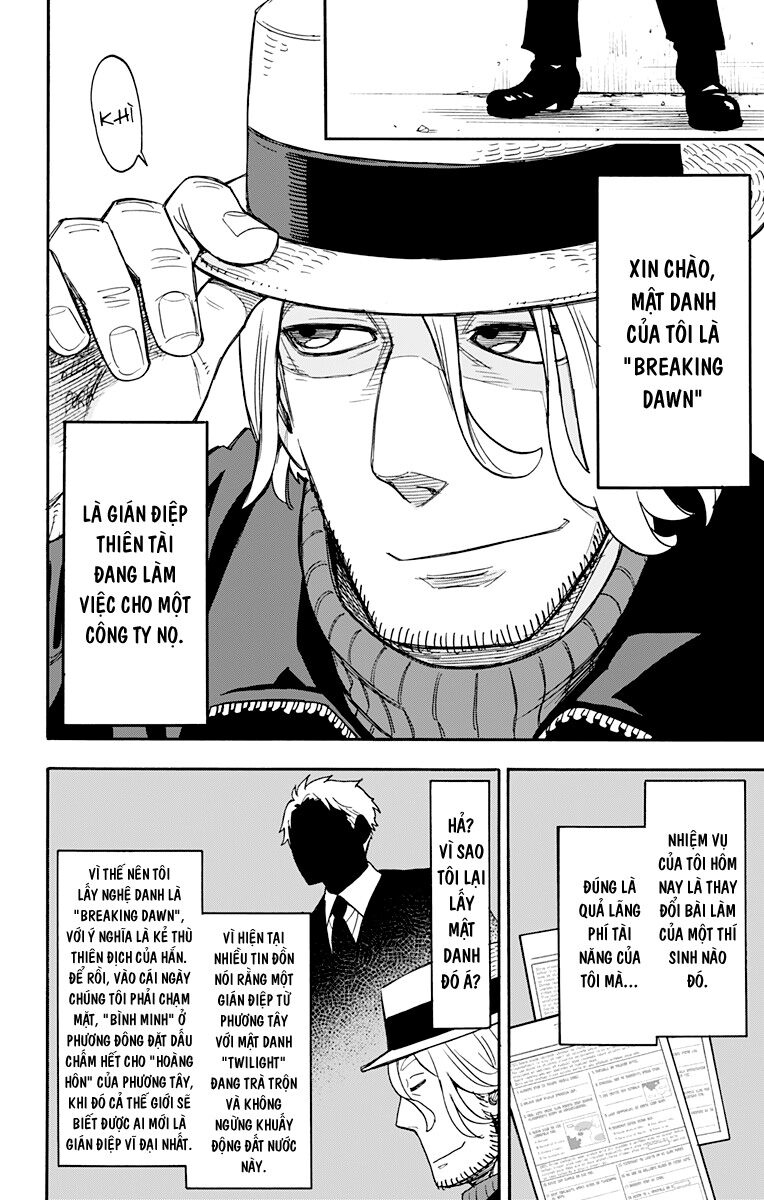 KHÌ
XIN CHÀO,
MẬT DANH
CỦA TÔI LÀ
"BREAKING
DAWN"
LÀ GIÁN ĐIỆP
THIÊN TÀI
ĐANG LÀM
VIỆC CHO MỘT
CÔNG TY NỌ.
NHIỆM VỤ
CỦA TÔI HÔM
NAY LÀ THAY
ĐỔI BÀI LÀM
CỦA MỘT THÍ
SINH NÀO
ĐÓ.
ĐÚNG LÀ
QUẢ LÃNG
PHÍ TÀI
NĂNG CỦA
TÔI MÀ...
HẢ?
VÌ SAO
TÔI LẠI
LẤY
MẬT
DANH
ĐÓ Á?
VÌ HIỆN TẠI
NHIỀU TIN ĐỒN
NÓI RẰNG MỘT
GIÁN ĐIỆP TỪ
PHƯƠNG TÂY
VỚI MẬT DANH
"TWILIGHT"
ĐANG TRÀ TRỘN
VÀ KHÔNG
NGỪNG KHUẤY
ĐỘNG ĐẤT NƯỚC
NÀY.
VÌ THẾ NÊN TÔI
LẤY NGHỆ DANH LÀ
"BREAKING DAWN",
VỚI Ý NGHĨA LÀ KẺ THÙ
THIÊN ĐỊCH CỦA HẮN.
ĐỂ RỒI, VÀO CÁI NGÀY
CHÚNG TÔI PHẢI CHẠM
MẶT, "BÌNH MINH" Ở
PHƯƠNG ĐÔNG ĐẶT DẤU
CHẤM HẾT CHO "HOÀNG
HÔN" CỦA PHƯƠNG TÂY,
KHI ĐÓ CẢ THẾ GIỚI SẼ
BIẾT ĐƯỢC AI MỚI LÀ
GIÁN ĐIỆP VĨ ĐẠI NHẤT.